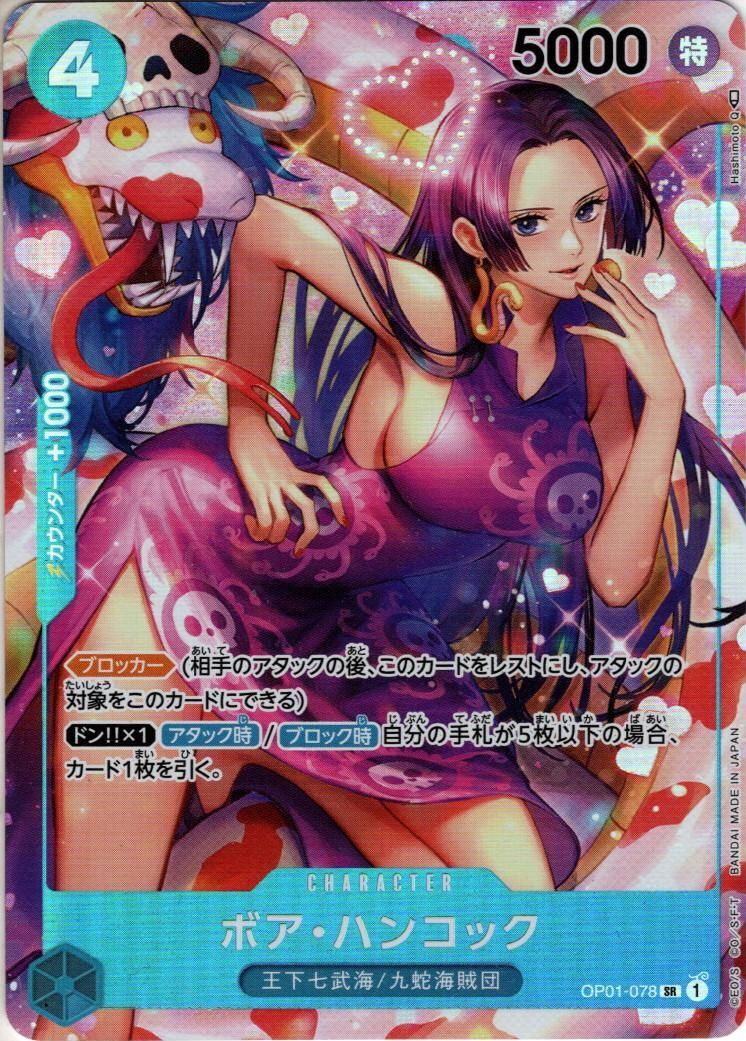 4
5000 特
Hashimoto Q
カウンター +1000
ブロッカー (相手のアタックの後、このカードをレストにし、アタックの
対象をこのカードにできる)
ドン!!×1 アタック時 / ブロック時 自分の手札が5枚以下の場合、
カード1枚を引く。
CHARACTER
ボア・ハンコック
王下七武海/九蛇海賊団
OP01-078 SR 1
©EO/S ©O/S・F・T BANDAI MADE IN JAPAN